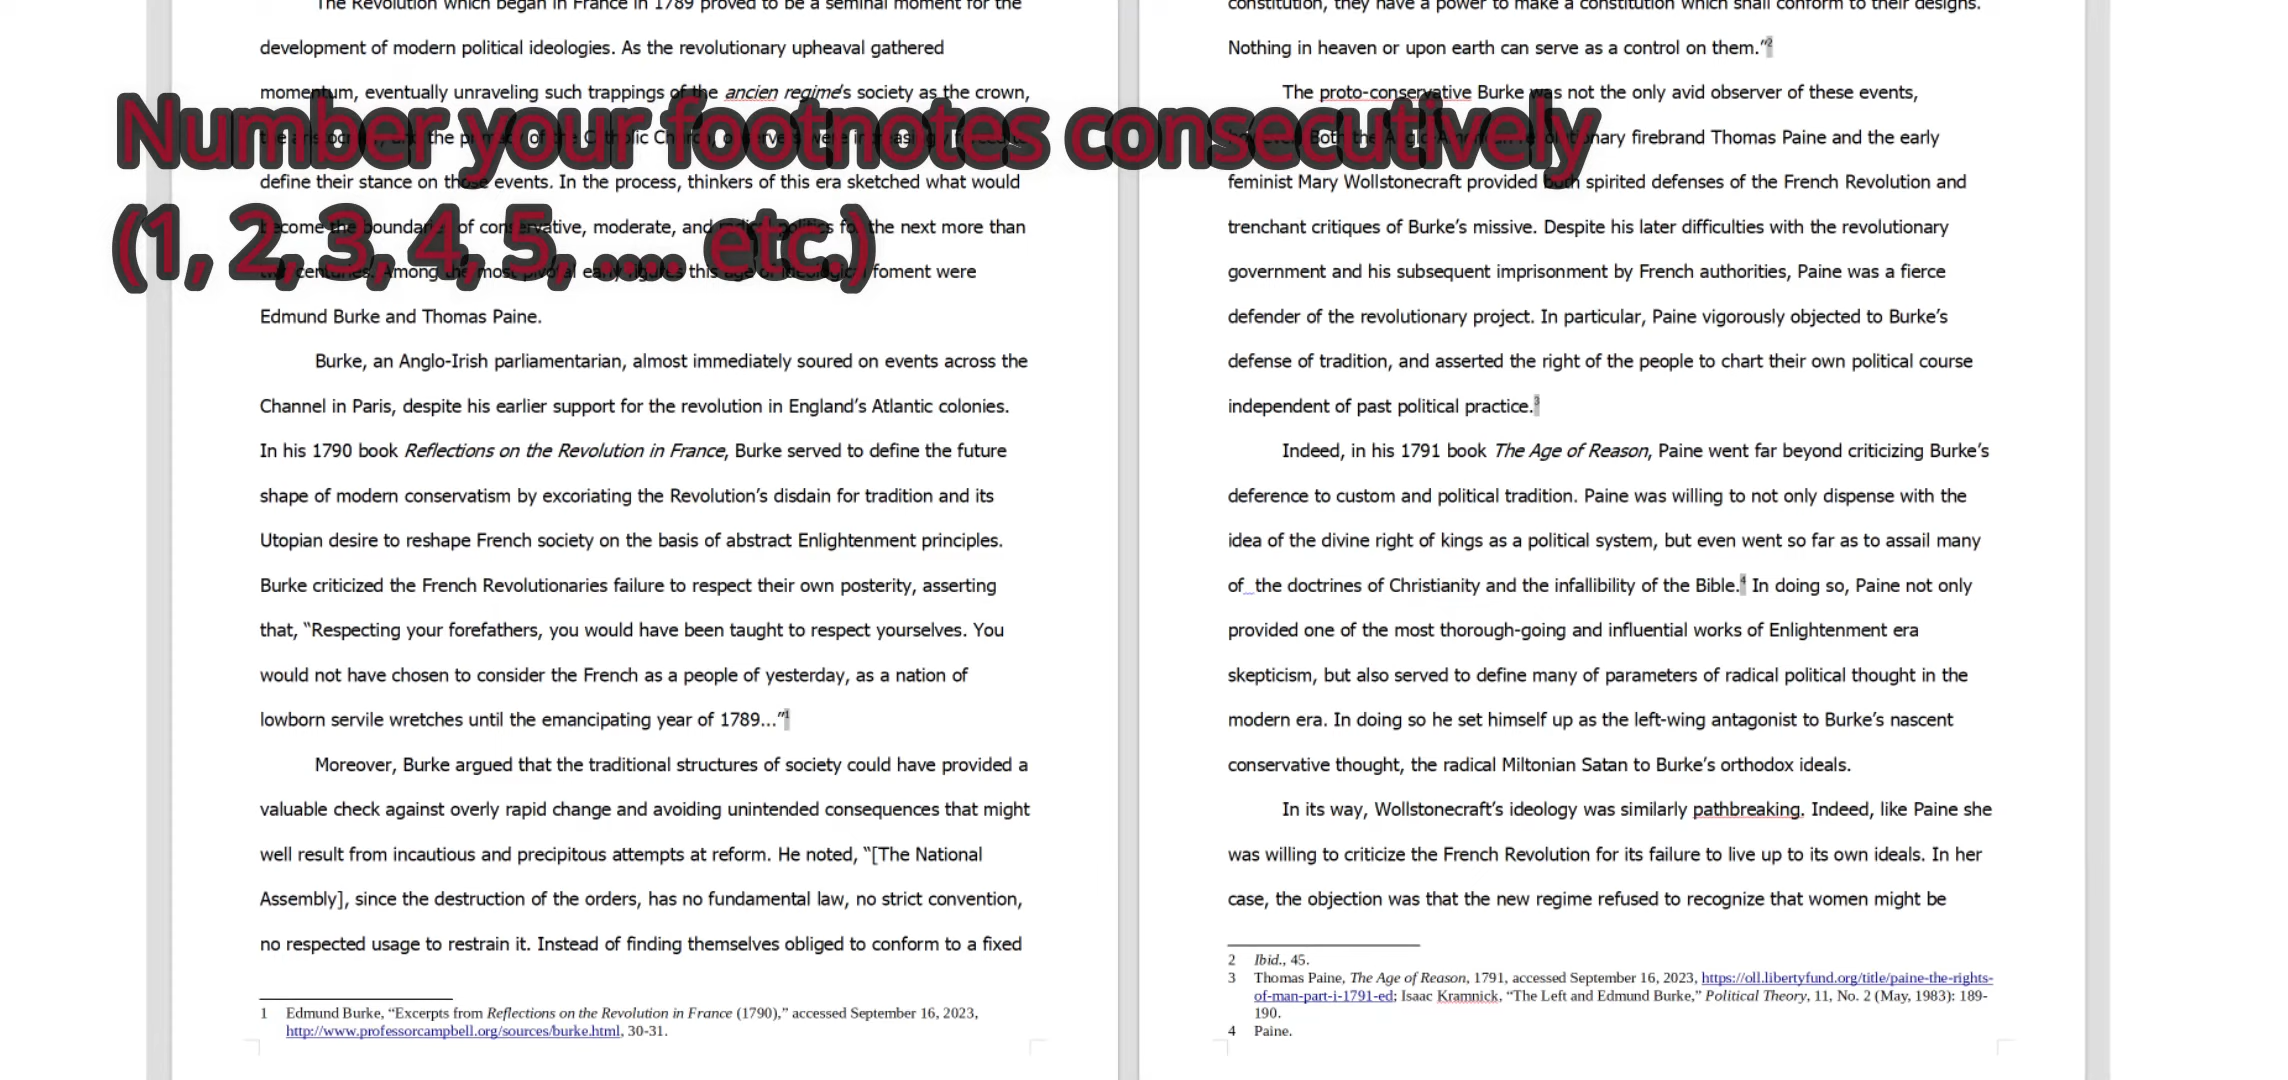 The Revolution which began in France in 1789 proved to be a seminal moment for the
development of modern political ideologies. As the revolutionary upheaval gathered
momentum, eventually unraveling such trappings of the ancien regime's society as the crown,
Number your footnotes consecutively
(1, 2, 3, 4, 5, .... etc.)
define their stance on those events. In the process, thinkers of this era sketched what would
become the boundaries of conservative, moderate, and radical politics for the next more than
foment were
Edmund Burke and Thomas Paine.
Burke, an Anglo-Irish parliamentarian, almost immediately soured on events across the
Channel in Paris, despite his earlier support for the revolution in England’s Atlantic colonies.
In his 1790 book Reflections on the Revolution in France, Burke served to define the future
shape of modern conservatism by excoriating the Revolution’s disdain for tradition and its
Utopian desire to reshape French society on the basis of abstract Enlightenment principles.
Burke criticized the French Revolutionaries failure to respect their own posterity, asserting
that, “Respecting your forefathers, you would have been taught to respect yourselves. You
would not have chosen to consider the French as a people of yesterday, as a nation of
lowborn servile wretches until the emancipating year of 1789...”1
Moreover, Burke argued that the traditional structures of society could have provided a
valuable check against overly rapid change and avoiding unintended consequences that might
well result from incautious and precipitous attempts at reform. He noted, “[The National
Assembly], since the destruction of the orders, has no fundamental law, no strict convention,
no respected usage to restrain it. Instead of finding themselves obliged to conform to a fixed
1 Edmund Burke, “Excerpts from Reflections on the Revolution in France (1790),” accessed September 16, 2023,
http://www.professorcampbell.org/sources/burke.html, 30-31.
constitution, they have a power to make a constitution which shall conform to their designs.
Nothing in heaven or upon earth can serve as a control on them.”2
The proto-conservative Burke was not the only avid observer of these events,
Both the Anglo-American revolutionary firebrand Thomas Paine and the early
feminist Mary Wollstonecraft provided both spirited defenses of the French Revolution and
trenchant critiques of Burke’s missive. Despite his later difficulties with the revolutionary
government and his subsequent imprisonment by French authorities, Paine was a fierce
defender of the revolutionary project. In particular, Paine vigorously objected to Burke’s
defense of tradition, and asserted the right of the people to chart their own political course
independent of past political practice.3
Indeed, in his 1791 book The Age of Reason, Paine went far beyond criticizing Burke’s
deference to custom and political tradition. Paine was willing to not only dispense with the
idea of the divine right of kings as a political system, but even went so far as to assail many
of the doctrines of Christianity and the infallibility of the Bible.4 In doing so, Paine not only
provided one of the most thorough-going and influential works of Enlightenment era
skepticism, but also served to define many of parameters of radical political thought in the
modern era. In doing so he set himself up as the left-wing antagonist to Burke’s nascent
conservative thought, the radical Miltonian Satan to Burke’s orthodox ideals.
In its way, Wollstonecraft’s ideology was similarly pathbreaking. Indeed, like Paine she
was willing to criticize the French Revolution for its failure to live up to its own ideals. In her
case, the objection was that the new regime refused to recognize that women might be
2 Ibid., 45.
3 Thomas Paine, The Age of Reason, 1791, accessed September 16, 2023, https://oll.libertyfund.org/title/paine-the-rights-
of-man-part-i-1791-ed; Isaac Kramnick, “The Left and Edmund Burke,” Political Theory, 11, No. 2 (May, 1983): 189-
190.
4 Paine.